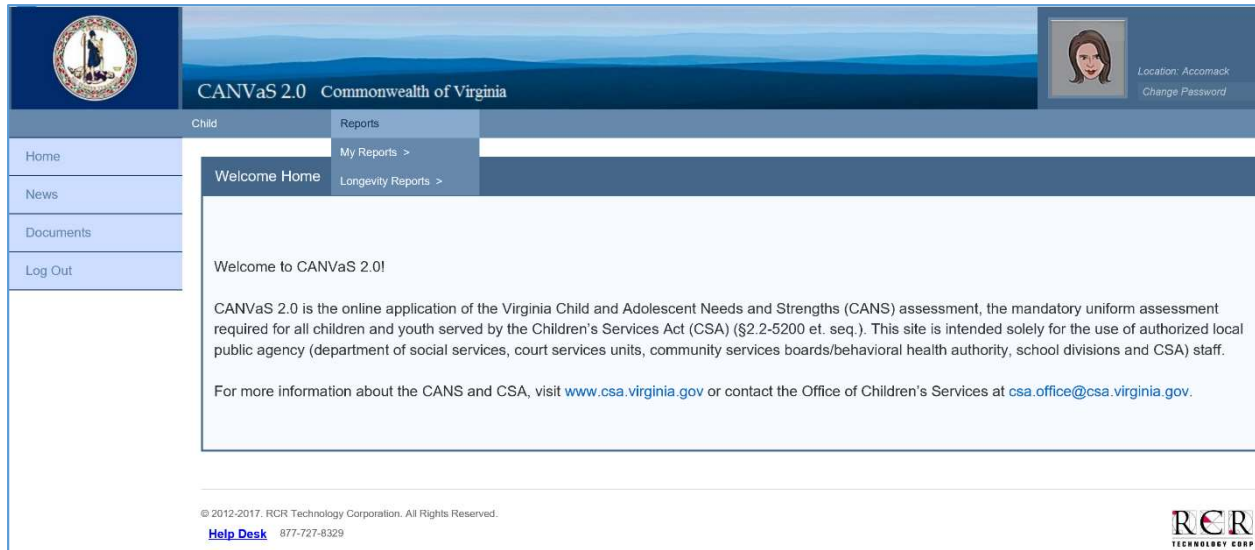 Location: Accomack
Change Password
CANVaS 2.0 Commonwealth of Virginia
Child Reports
My Reports >
Longevity Reports >
Home
News
Documents
Log Out
Welcome Home
Welcome to CANVaS 2.0!
CANVaS 2.0 is the online application of the Virginia Child and Adolescent Needs and Strengths (CANS) assessment, the mandatory uniform assessment
required for all children and youth served by the Children's Services Act (CSA) (§2.2-5200 et. seq.). This site is intended solely for the use of authorized local
public agency (department of social services, court services units, community services boards/behavioral health authority, school divisions and CSA) staff.
For more information about the CANS and CSA, visit www.csa.virginia.gov or contact the Office of Children's Services at csa.office@csa.virginia.gov.
© 2012-2017. RCR Technology Corporation. All Rights Reserved.
Help Desk 877-727-8329
RCR
TECHNOLOGY CORP